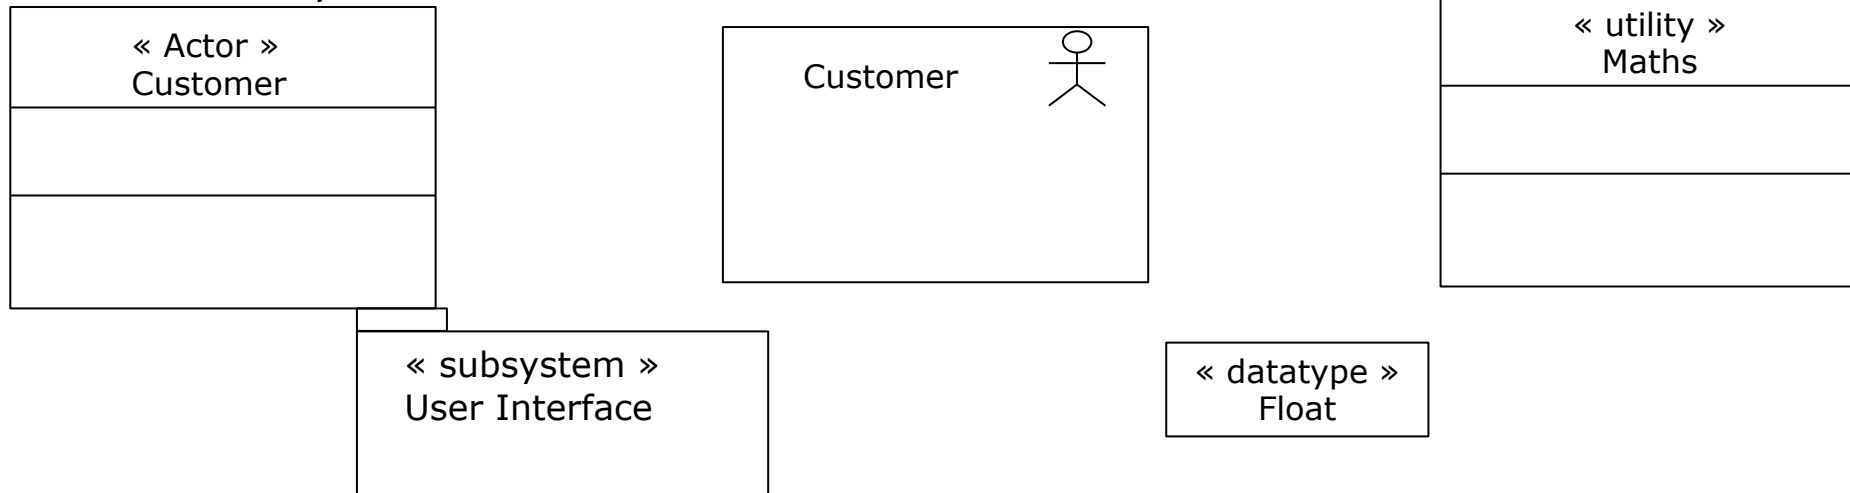 « Actor »
Customer
Customer
« utility »
Maths
« subsystem »
User Interface
« datatype »
Float